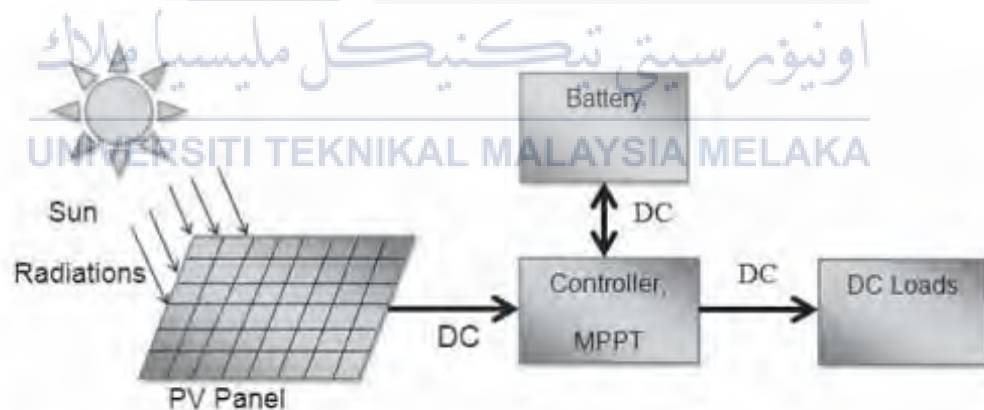 اونيۏرسيتي تيكنيكل مليسيا ملاك
UNIVERSITI TEKNIKAL MALAYSIA MELAKA
Battery
Sun
Radiations
DC
Controller,
MPPT
DC
DC Loads
DC
PV Panel